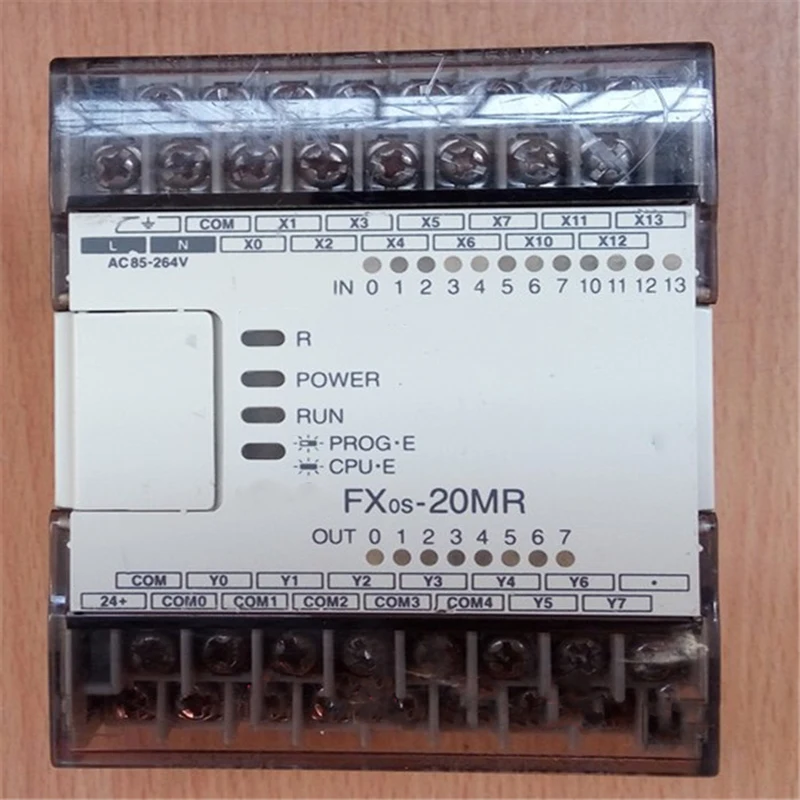 COM X1 X3 X5 X7 X11 X13
L N X0 X2 X4 X6 X10 X12
AC85-264V
IN 0 1 2 3 4 5 6 7 10 11 12 13
R
POWER
RUN
PROG·E
CPU·E
FX0S-20MR
OUT 0 1 2 3 4 5 6 7
COM Y0 Y1 Y2 Y3 Y4 Y6 •
24+ COM0 COM1 COM2 COM3 COM4 Y5 Y7